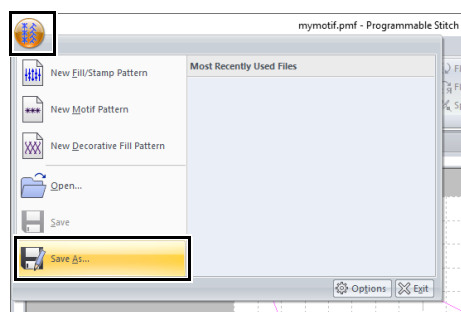 mymotif.pmf - Programmable Stitch
New Fill/Stamp Pattern
Most Recently Used Files
New Motif Pattern
New Decorative Fill Pattern
Open...
Save
Save As...
Options
Exit